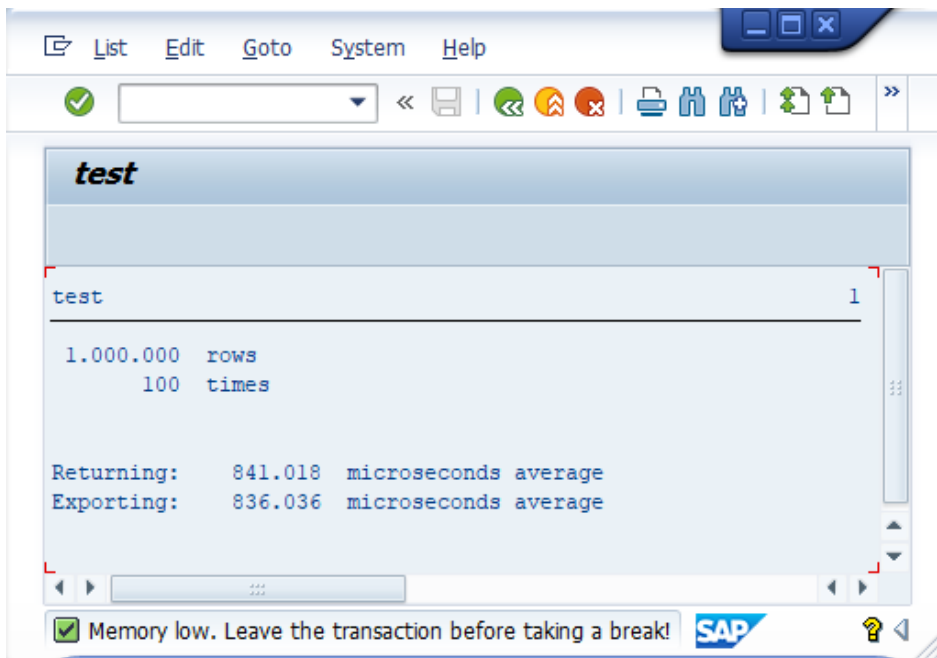 List Edit Goto System Help
test
test 1
1.000.000 rows
100 times
Returning: 841.018 microseconds average
Exporting: 836.036 microseconds average
Memory low. Leave the transaction before taking a break! SAP